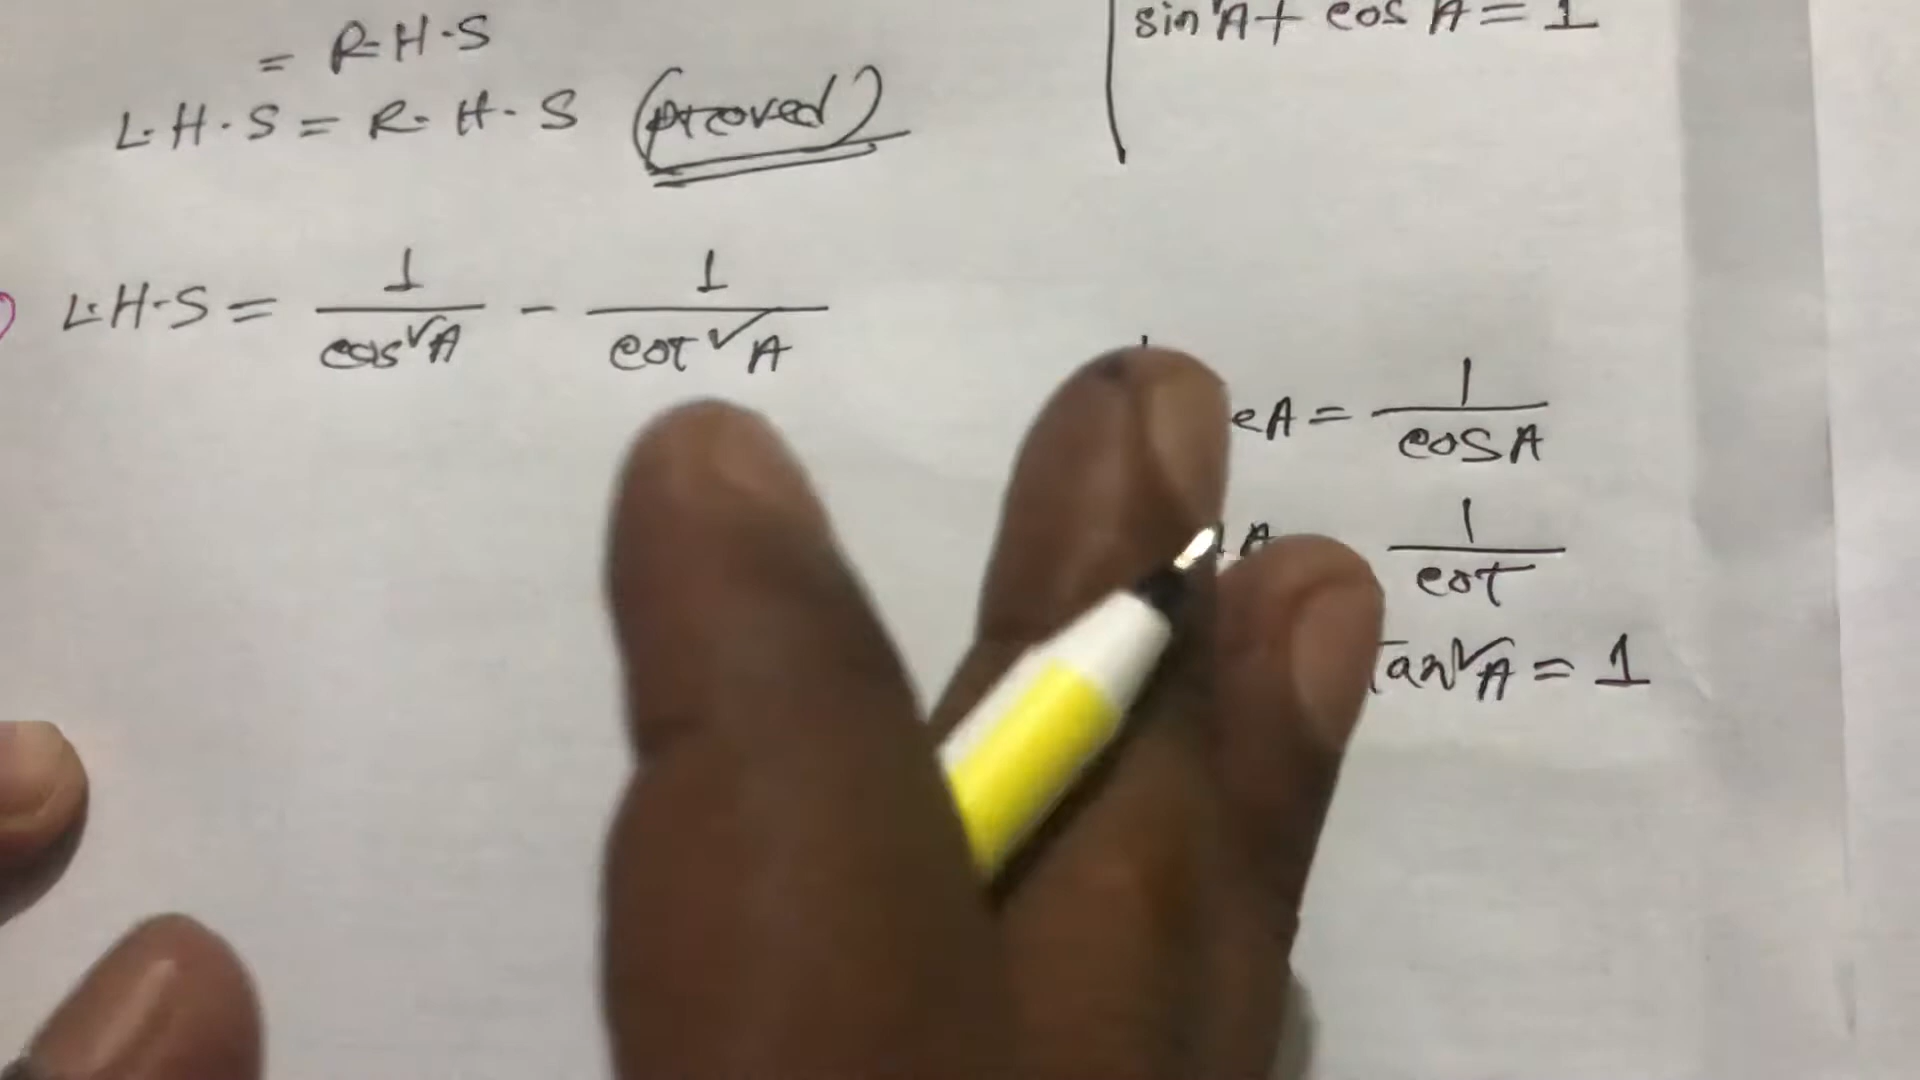 = R·H·S
L·H·S = R·H·S (proved)
sin²A + cos²A = 1
L·H·S = 1/cos²A - 1/cot²A
eA = 1/cosA
A 1/cot
tan²A = 1